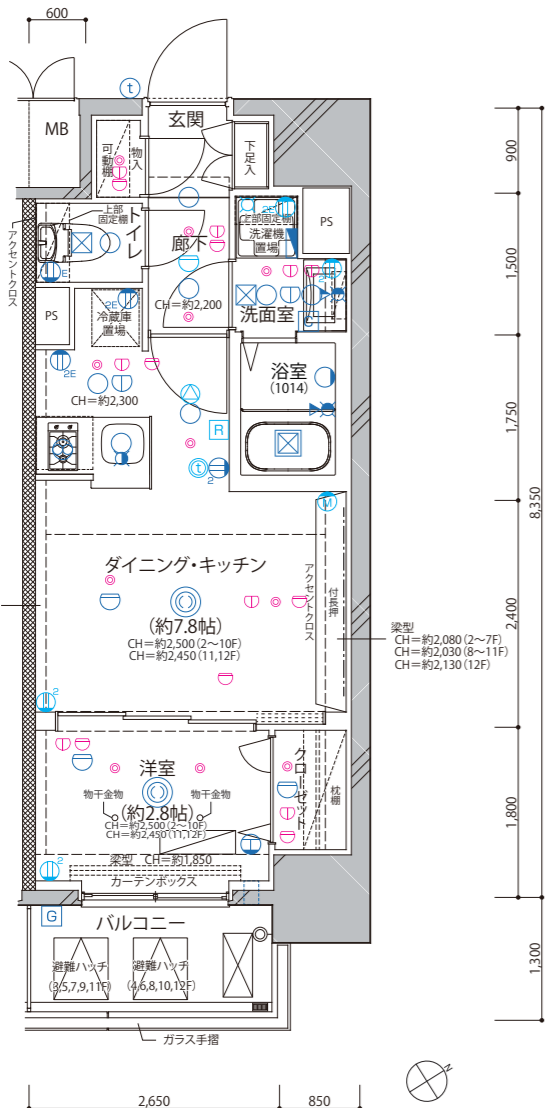 600
t
MB
玄関
可動棚
物入
下足入
上部
固定棚
トイレ
アクセントクロス
廊下
2E
上部固定棚
洗濯機
置場
PS
E
CH=約2,200
洗面室
PS
2E
冷蔵庫
置場
2E
CH=約2,300
浴室
(1014)
R
t
2
M
ダイニング・キッチン
アクセントクロス
付長押
(約7.8帖)
CH=約2,500(2〜10F)
CH=約2,450(11,12F)
梁型
CH=約2,080(2〜7F)
CH=約2,030(8〜11F)
CH=約2,130(12F)
2
洋室
クローゼット
枕棚
物干金物
物干金物
(約2.8帖)
CH=約2,500(2〜10F)
CH=約2,450(11,12F)
梁型 CH=約1,850
2
カーテンボックス
G
バルコニー
避難ハッチ
(3,5,7,9,11F)
避難ハッチ
(4,6,8,10,12F)
ガラス手摺
900
1,500
1,750
2,400
1,800
1,300
8,350
N
2,650
850